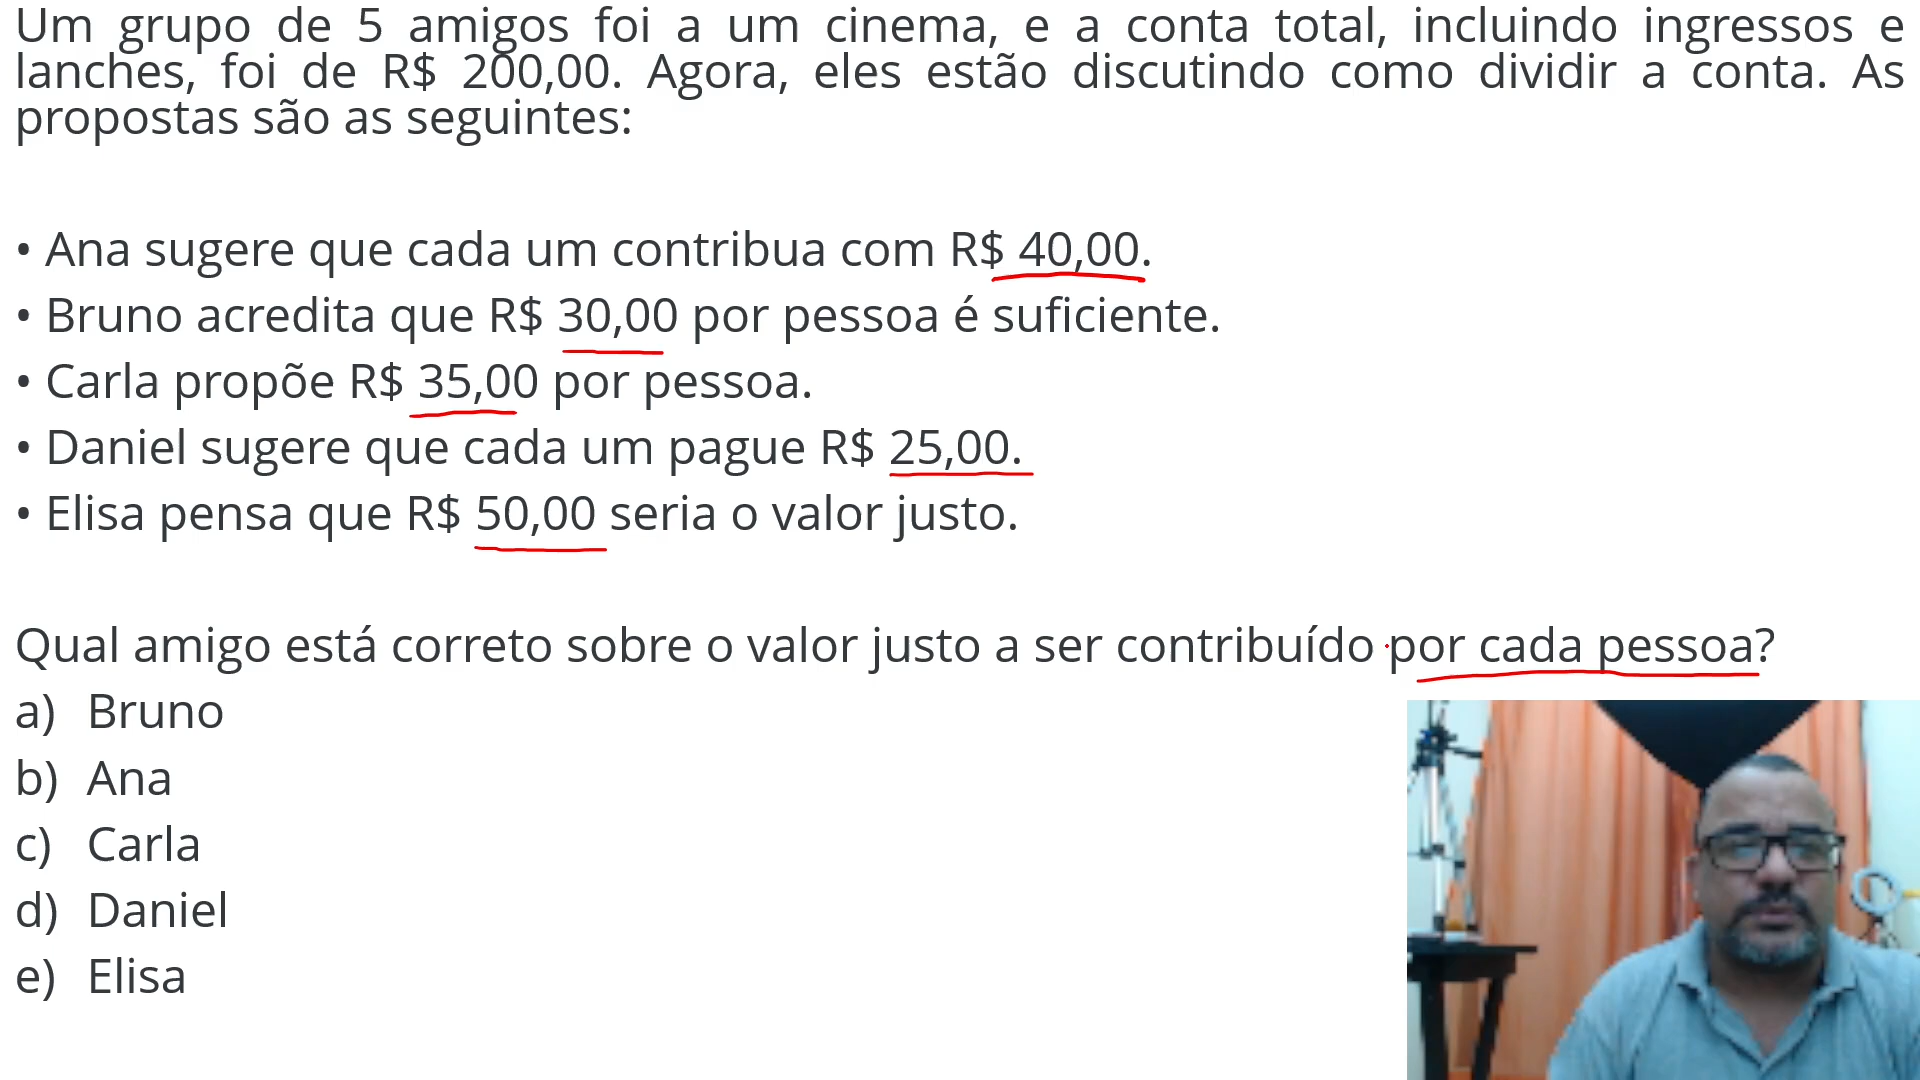 Um grupo de 5 amigos foi a um cinema, e a conta total, incluindo ingressos e
lanches, foi de R$ 200,00. Agora, eles estão discutindo como dividir a conta. As
propostas são as seguintes:
• Ana sugere que cada um contribua com R$ 40,00.
• Bruno acredita que R$ 30,00 por pessoa é suficiente.
• Carla propõe R$ 35,00 por pessoa.
• Daniel sugere que cada um pague R$ 25,00.
• Elisa pensa que R$ 50,00 seria o valor justo.
Qual amigo está correto sobre o valor justo a ser contribuído por cada pessoa?
a) Bruno
b) Ana
c) Carla
d) Daniel
e) Elisa